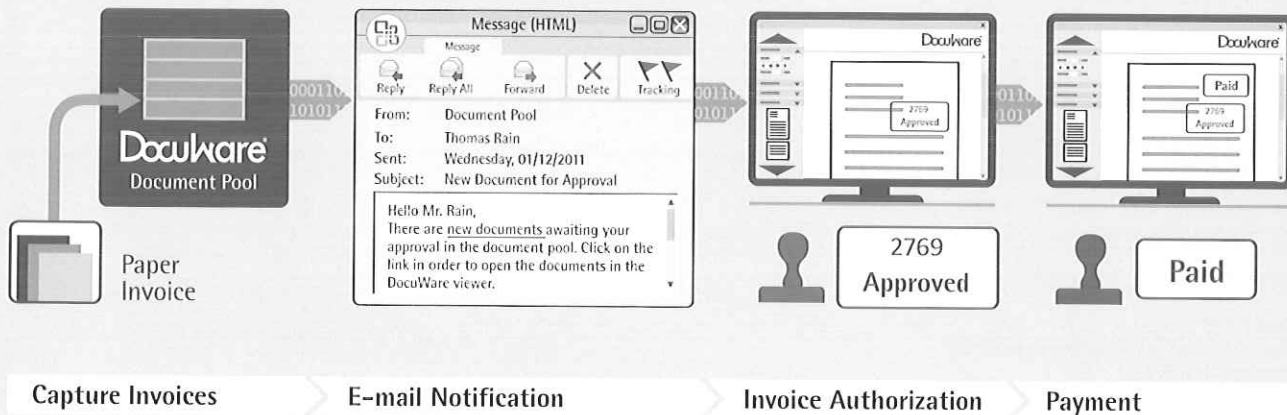 DocuWare
Document Pool
Paper
Invoice
Message (HTML)
Message
Reply
Reply All
Forward
Delete
Tracking
From: Document Pool
To: Thomas Rain
Sent: Wednesday, 01/12/2011
Subject: New Document for Approval
Hello Mr. Rain,
There are new documents awaiting your
approval in the document pool. Click on the
link in order to open the documents in the
DocuWare viewer.
DocuWare
2769
Approved
2769
Approved
DocuWare
Paid
2769
Approved
Paid
Capture Invoices
E-mail Notification
Invoice Authorization
Payment